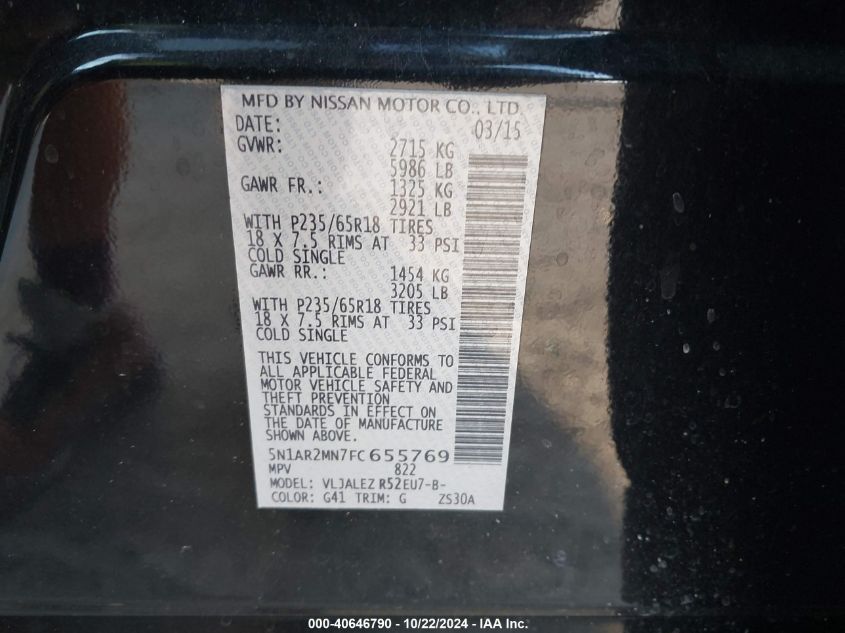 MFD BY NISSAN MOTOR CO., LTD.
DATE: 03/15
GVWR: 2715 KG
5986 LB
GAWR FR.: 1325 KG
2921 LB
WITH P235/65R18 TIRES
18 X 7.5 RIMS AT 33 PSI
COLD SINGLE
GAWR RR.: 1454 KG
3205 LB
WITH P235/65R18 TIRES
18 X 7.5 RIMS AT 33 PSI
COLD SINGLE
THIS VEHICLE CONFORMS TO
ALL APPLICABLE FEDERAL
MOTOR VEHICLE SAFETY AND
THEFT PREVENTION
STANDARDS IN EFFECT ON
THE DATE OF MANUFACTURE
SHOWN ABOVE.
5N1AR2MN7FC655769
MPV 822
MODEL: VLJALEZ R52EU7-B-
COLOR: G41 TRIM: G ZS30A
000-40646790 - 10/22/2024 - IAA Inc.